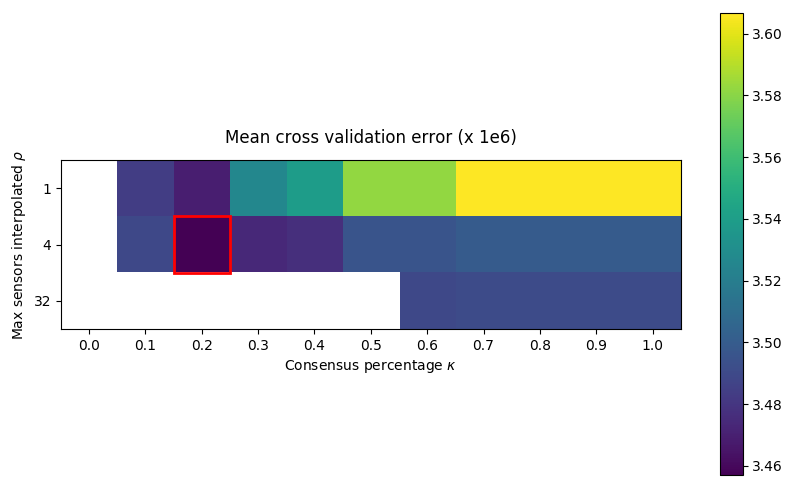 Mean cross validation error (x 1e6)
Max sensors interpolated ρ
1
4
32
0.0 0.1 0.2 0.3 0.4 0.5 0.6 0.7 0.8 0.9 1.0
Consensus percentage κ
3.60
3.58
3.56
3.54
3.52
3.50
3.48
3.46